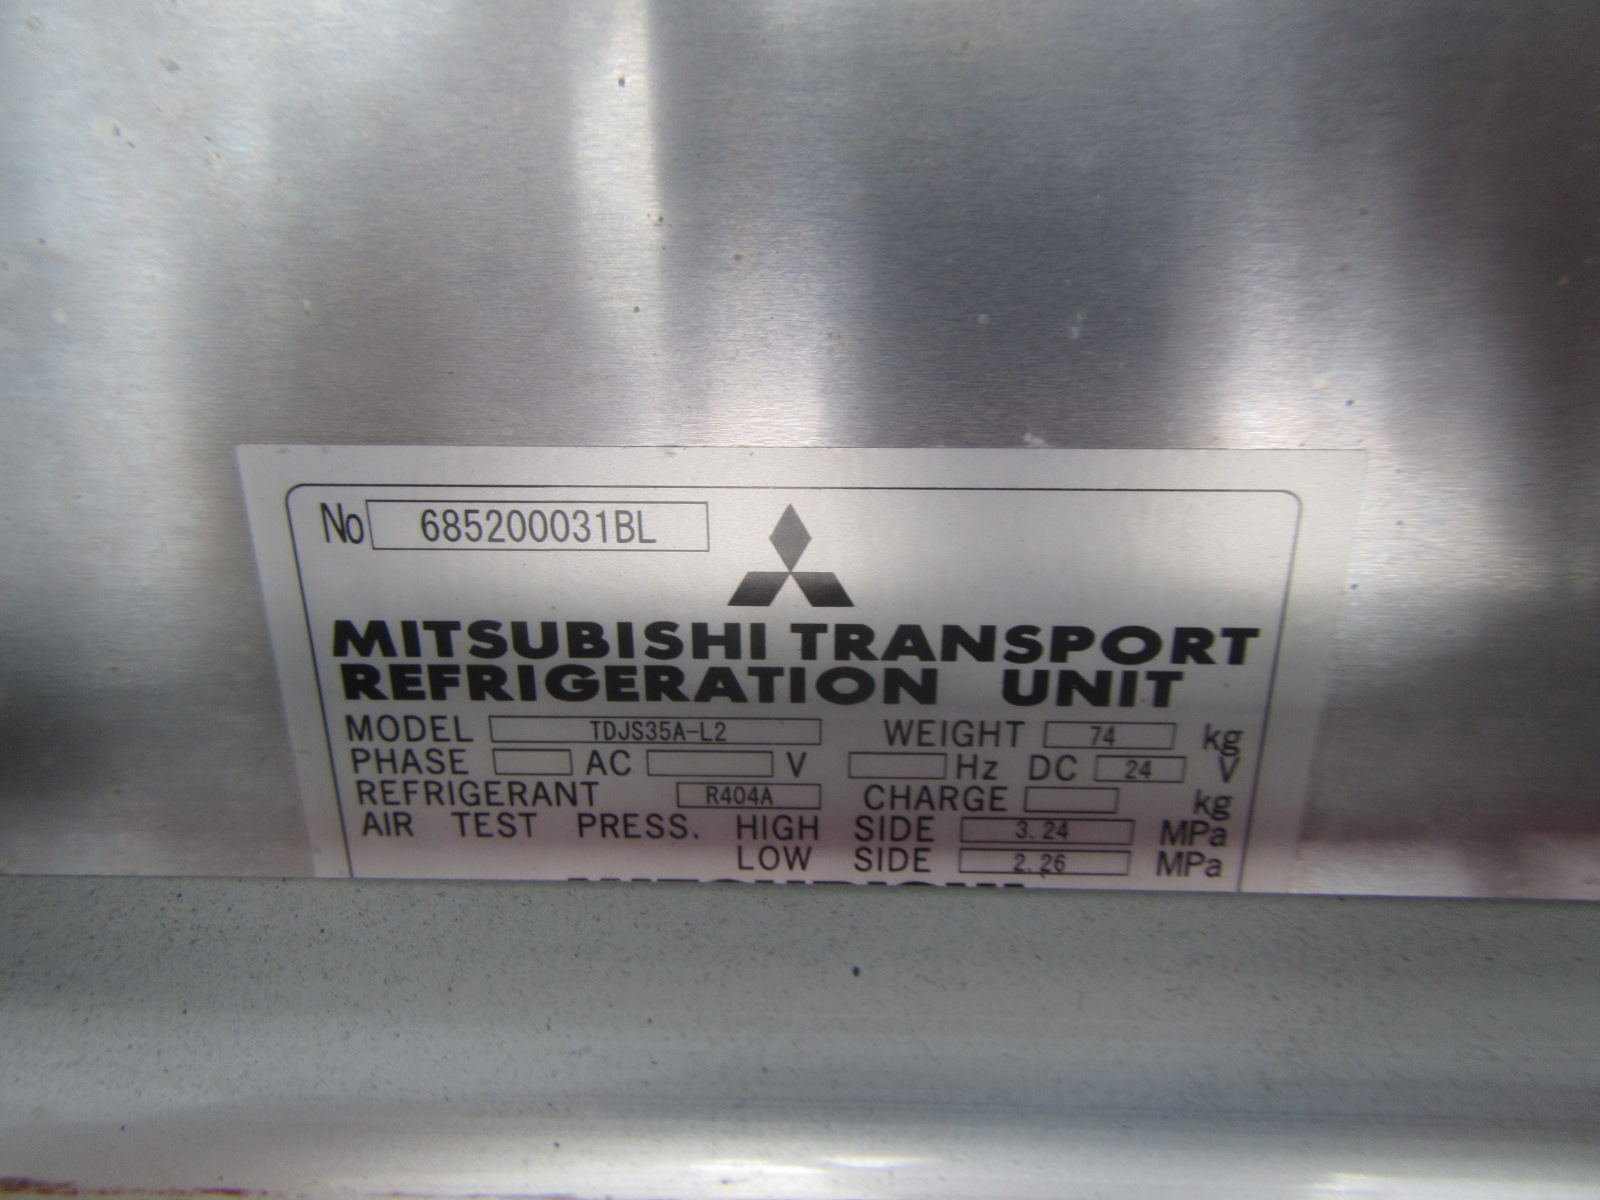 No 685200031BL
MITSUBISHI TRANSPORT
REFRIGERATION UNIT
MODEL TDJS35A-L2 WEIGHT 74 kg
PHASE AC V Hz DC 24 V
REFRIGERANT R404A CHARGE kg
AIR TEST PRESS. HIGH SIDE 3.24 MPa
LOW SIDE 2.26 MPa